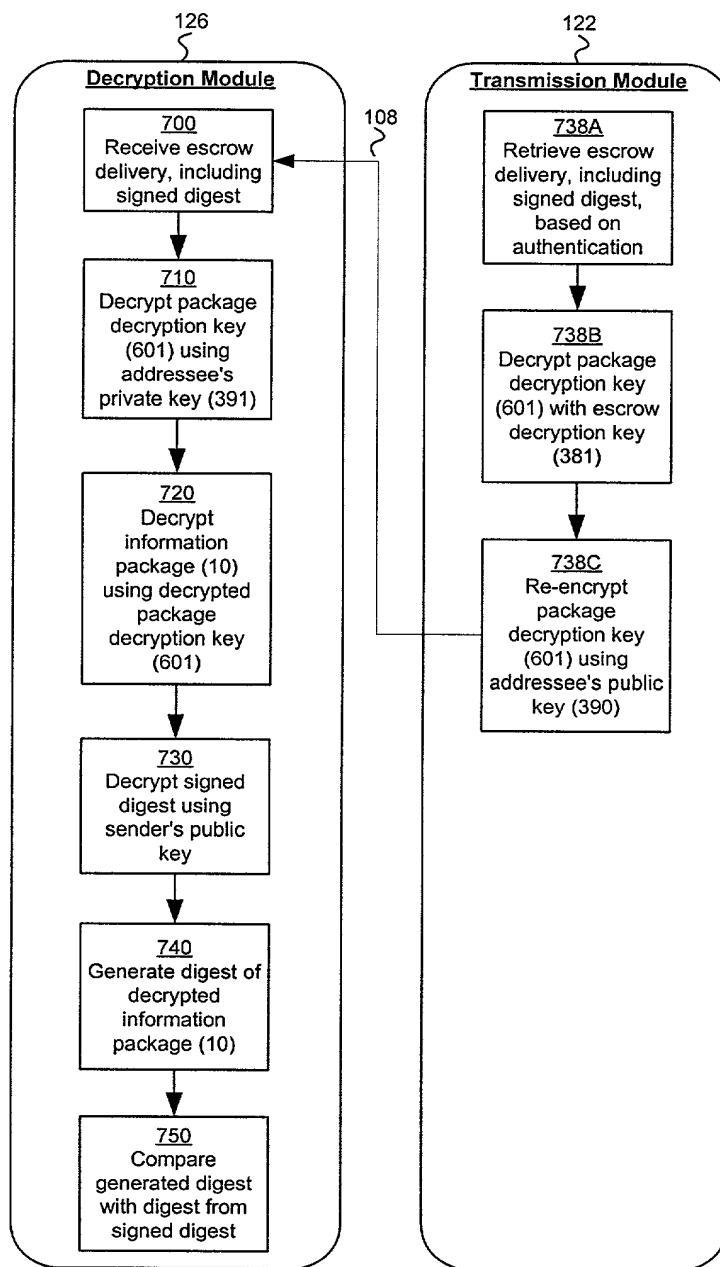 126
Decryption Module
700
Receive escrow
delivery, including
signed digest
710
Decrypt package
decryption key
(601) using
addressee's
private key (391)
720
Decrypt
information
package (10)
using decrypted
package
decryption key
(601)
730
Decrypt signed
digest using
sender's public
key
740
Generate digest of
decrypted
information
package (10)
750
Compare
generated digest
with digest from
signed digest
108
122
Transmission Module
738A
Retrieve escrow
delivery, including
signed digest,
based on
authentication
738B
Decrypt package
decryption key
(601) with escrow
decryption key
(381)
738C
Re-encrypt
package
decryption key
(601) using
addressee's public
key (390)